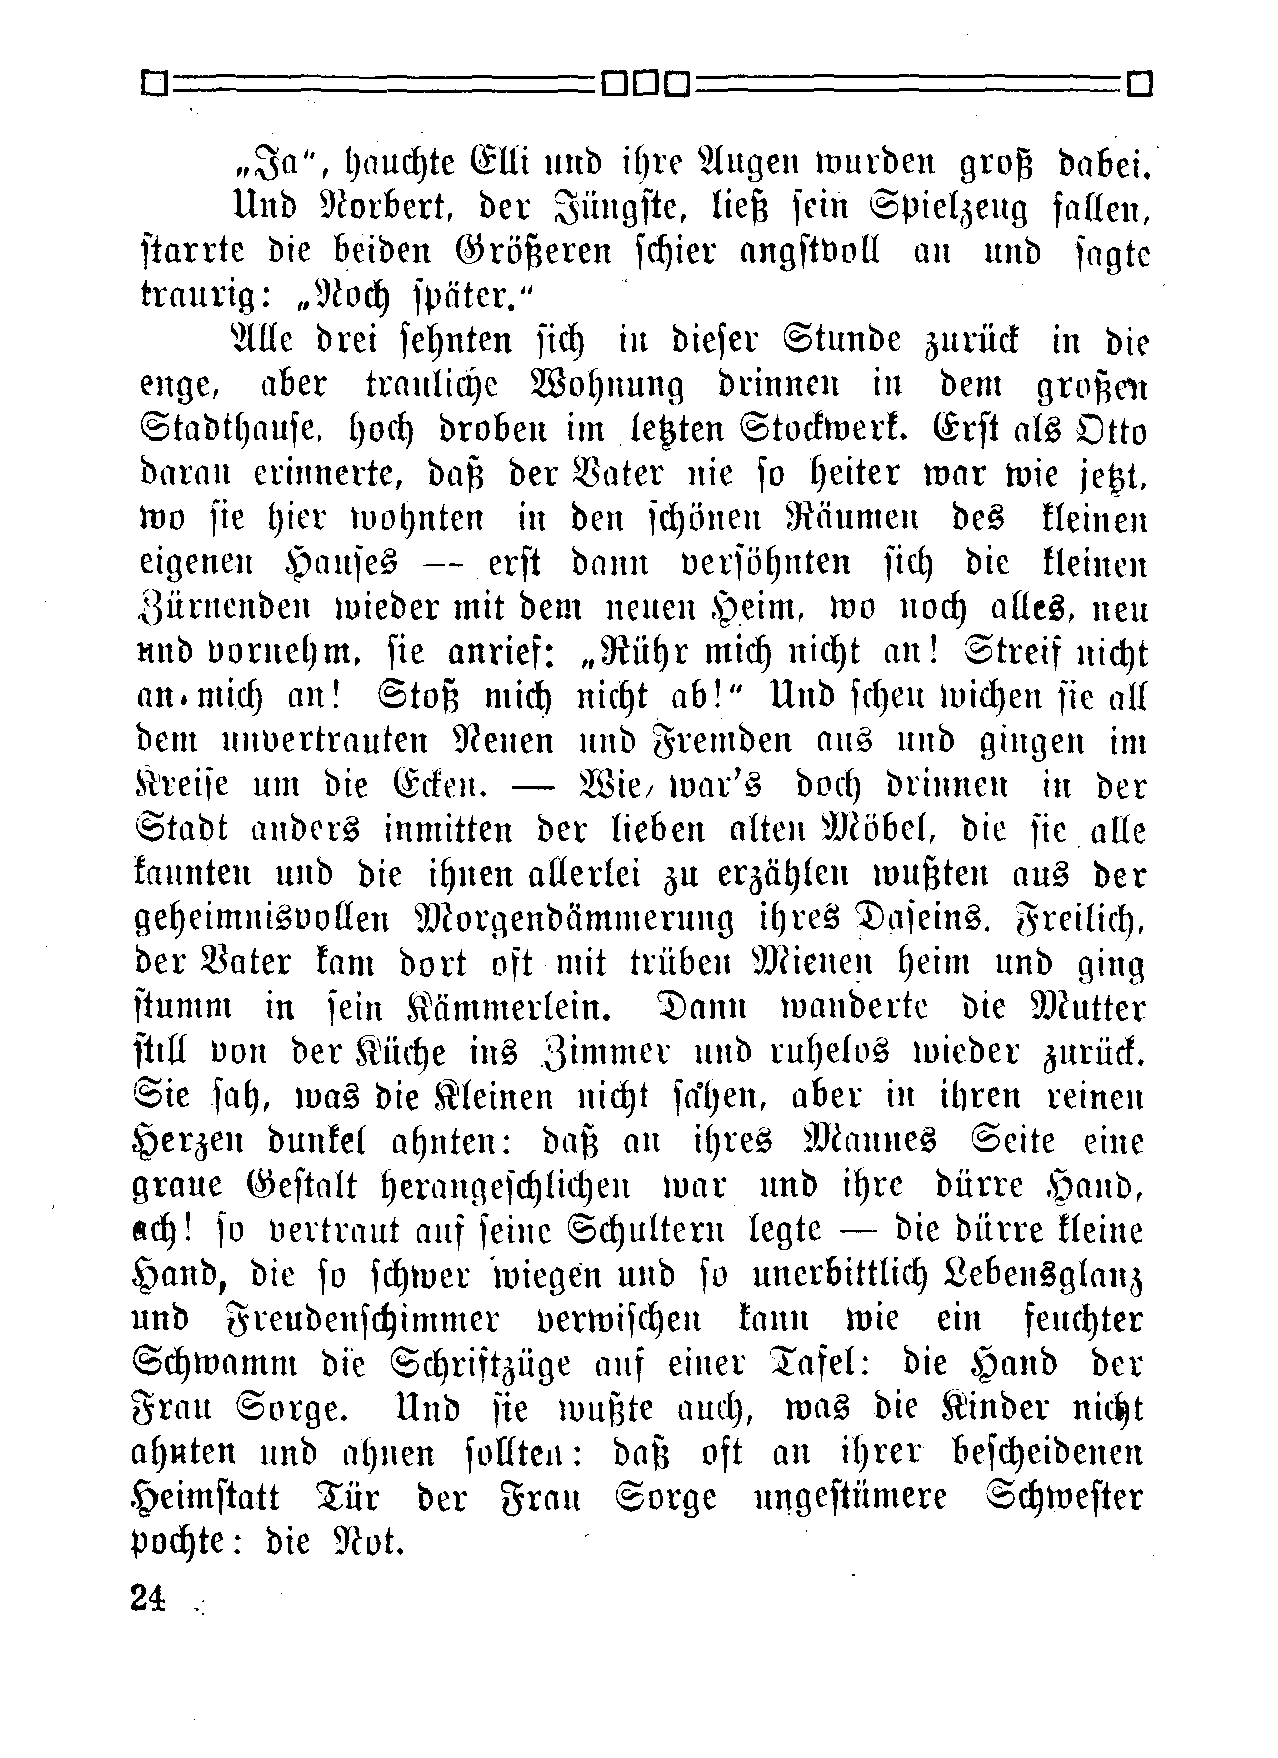 „Ja“, hauchte Elli und ihre Augen wurden groß dabei.
Und Norbert, der Jüngste, ließ sein Spielzeug fallen,
starrte die beiden Größeren schier angstvoll an und sagte
traurig: „Noch später.“
Alle drei sehnten sich in dieser Stunde zurück in die
enge, aber trauliche Wohnung drinnen in dem großen
Stadthause, hoch droben im letzten Stockwerk. Erst als Otto
daran erinnerte, daß der Vater nie so heiter war wie jetzt,
wo sie hier wohnten in den schönen Räumen des kleinen
eigenen Hauses — erst dann versöhnten sich die kleinen
Zürnenden wieder mit dem neuen Heim, wo noch alles, neu
und vornehm, sie anrief: „Rühr mich nicht an! Streif nicht
an mich an! Stoß mich nicht ab!“ Und scheu wichen sie all
dem unvertrauten Neuen und Fremden aus und gingen im
Kreise um die Ecken. — Wie war's doch drinnen in der
Stadt anders inmitten der lieben alten Möbel, die sie alle
kannten und die ihnen allerlei zu erzählen wußten aus der
geheimnisvollen Morgendämmerung ihres Daseins. Freilich,
der Vater kam dort oft mit trüben Mienen heim und ging
stumm in sein Kämmerlein. Dann wanderte die Mutter
still von der Küche ins Zimmer und ruhelos wieder zurück.
Sie sah, was die Kleinen nicht sahen, aber in ihren reinen
Herzen dunkel ahnten: daß an ihres Mannes Seite eine
graue Gestalt herangeschlichen war und ihre dürre Hand,
ach! so vertraut auf seine Schultern legte — die dürre kleine
Hand, die so schwer wiegen und so unerbittlich Lebensglanz
und Freudenschimmer verwischen kann wie ein feuchter
Schwamm die Schriftzüge auf einer Tafel: die Hand der
Frau Sorge. Und sie wußte auch, was die Kinder nicht
ahnten und ahnen sollten: daß oft an ihrer bescheidenen
Heimstatt Tür der Frau Sorge ungestümere Schwester
pochte: die Not.
24